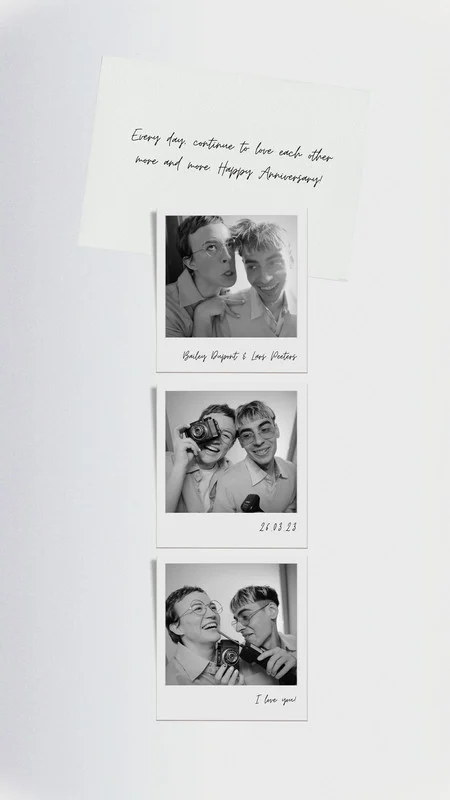 Every day, continue to love each other
more and more Happy Anniversary!
Bailey Dupont & Lars Peeters
26.03.23
I love you!